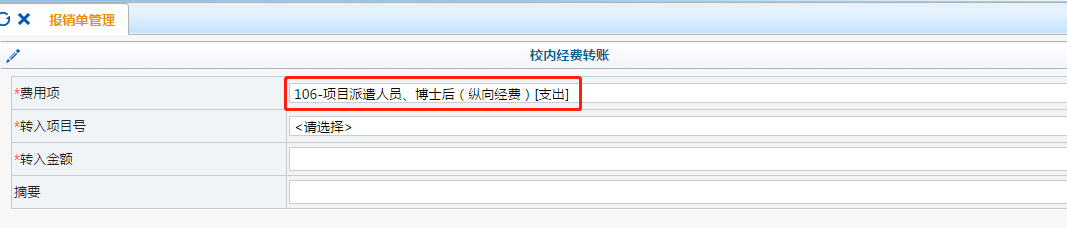 报销单管理
校内经费转账
*费用项 106-项目派遣人员、博士后（纵向经费）[支出]
*转入项目号 <请选择>
*转入金额
摘要